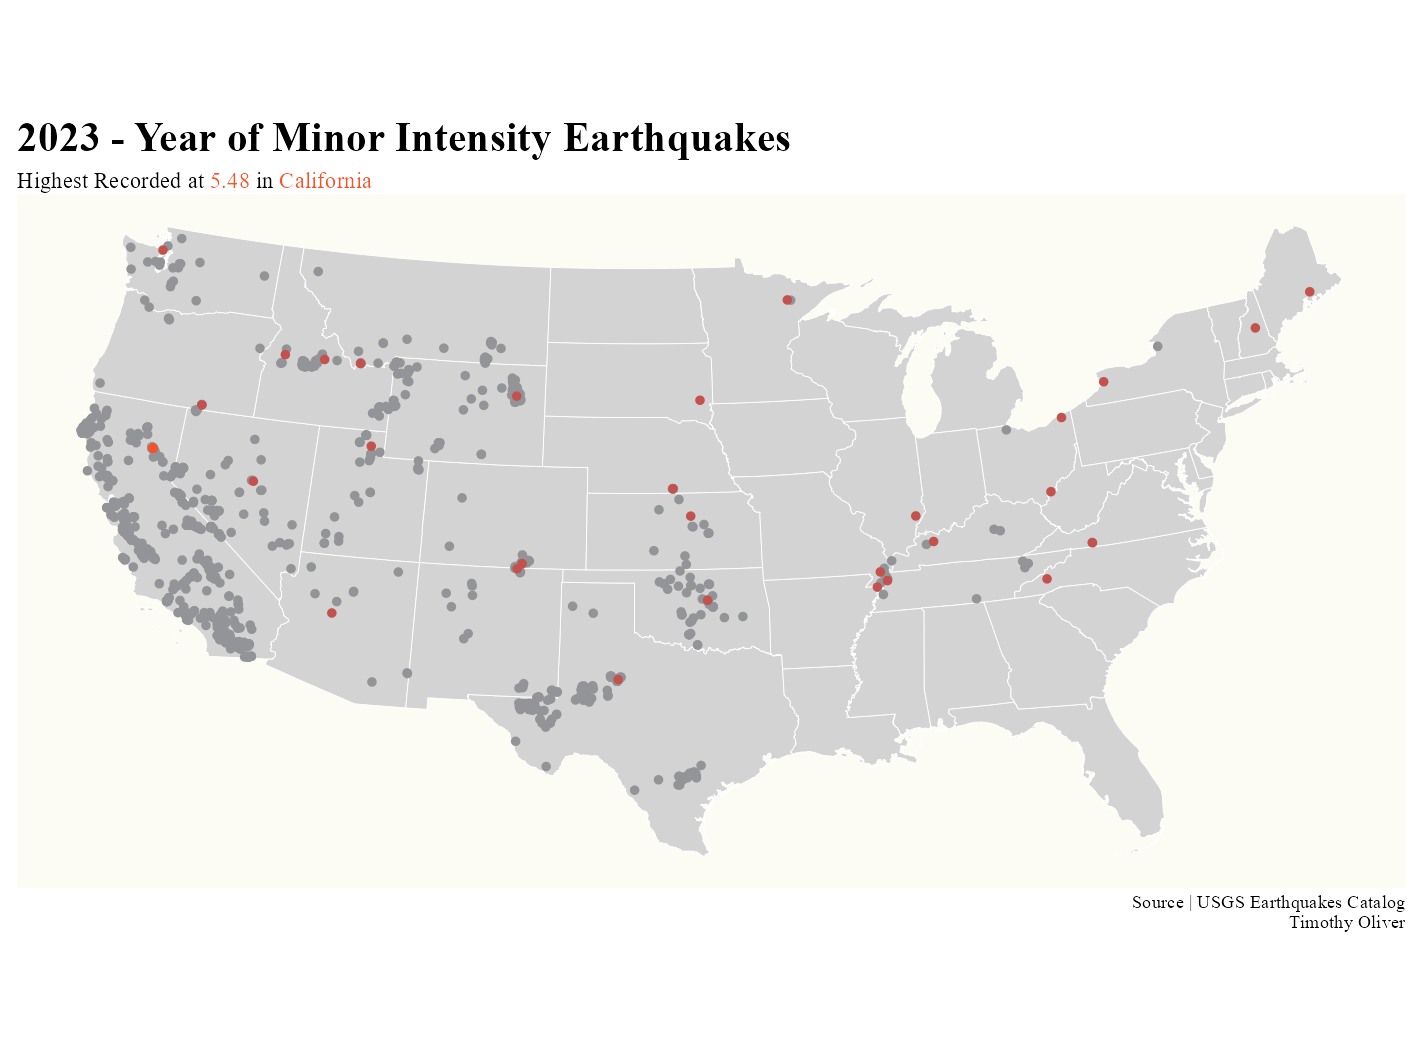 2023 - Year of Minor Intensity Earthquakes
Highest Recorded at 5.48 in California
Source | USGS Earthquakes Catalog
Timothy Oliver